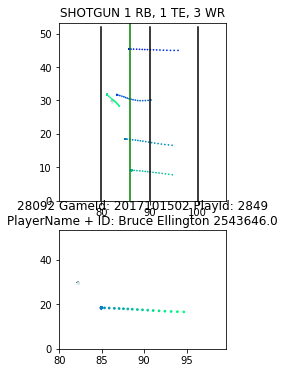 SHOTGUN 1 RB, 1 TE, 3 WR
50
40
30
20
10
0
80 90 100
28092 GameId: 2017101502 PlayId: 2849
PlayerName + ID: Bruce Ellington 2543646.0
40
20
0
80 85 90 95